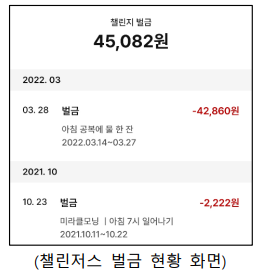 챌린지 벌금
45,082원
2022. 03
03. 28 벌금 -42,860원
아침 공복에 물 한 잔
2022.03.14~03.27
2021. 10
10. 23 벌금 -2,222원
미라클모닝 | 아침 7시 일어나기
2021.10.11~10.22
(챌린저스 벌금 현황 화면)